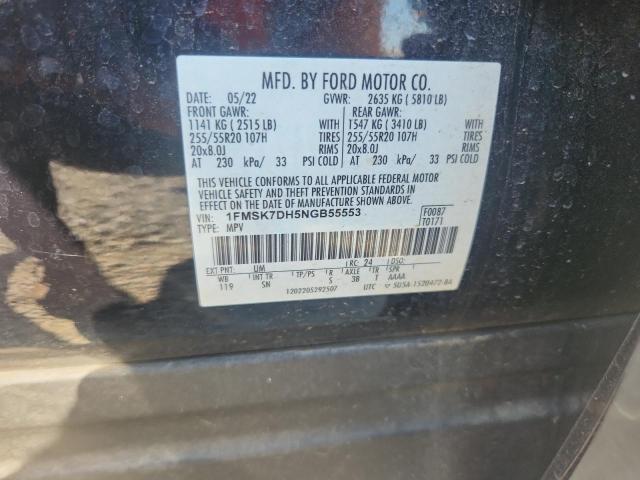 MFD. BY FORD MOTOR CO.
DATE: 05/22 GVWR: 2635 KG ( 5810 LB)
FRONT GAWR: REAR GAWR:
1141 KG ( 2515 LB) WITH 1547 KG ( 3410 LB) WITH
255/55R20 107H TIRES 255/55R20 107H TIRES
20x8.0J RIMS 20x8.0J RIMS
AT 230 kPa/ 33 PSI COLD AT 230 kPa/ 33 PSI COLD
THIS VEHICLE CONFORMS TO ALL APPLICABLE FEDERAL MOTOR
VEHICLE SAFETY AND THEFT PREVENTION STANDARDS IN
EFFECT ON THE DATE OF MANUFACTURE SHOWN ABOVE.
VIN: 1FMSK7DH5NGB55553 F0087
TYPE: MPV T0171
EXT PNT: UM RC: 24 DSO:
WB INT TR TP/PS R AXLE TR SPR
119 SN S 3B T AAAA
1202205292507 UTC 5U5A-1520472-BA